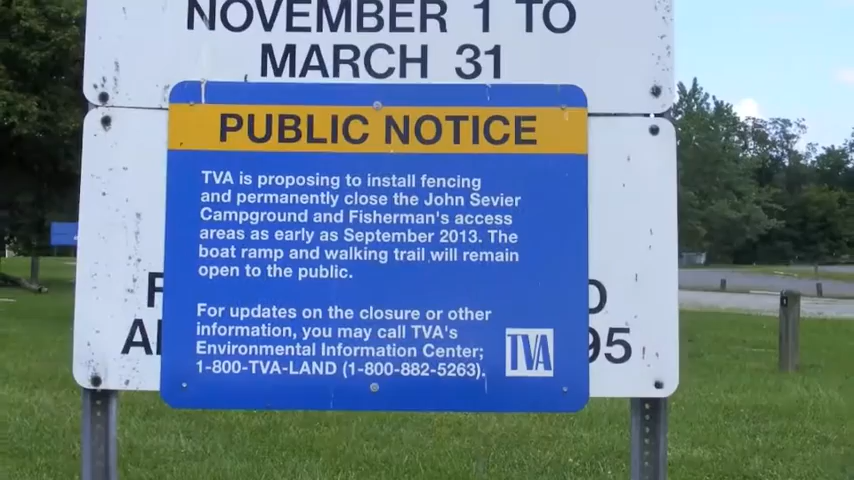 NOVEMBER 1 TO
MARCH 31
PUBLIC NOTICE
TVA is proposing to install fencing
and permanently close the John Sevier
Campground and Fisherman's access
areas as early as September 2013. The
boat ramp and walking trail will remain
open to the public.
For updates on the closure or other
information, you may call TVA's
Environmental Information Center;
1-800-TVA-LAND (1-800-882-5263).
TVA